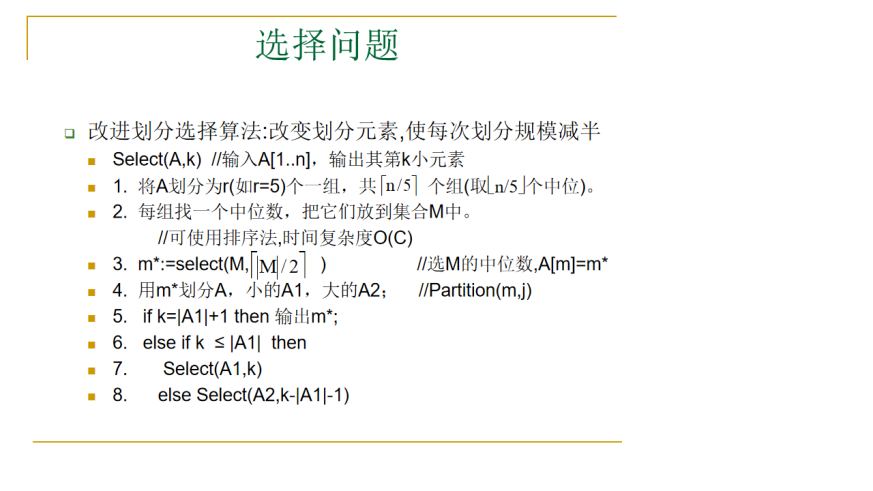 选择问题
改进划分选择算法:改变划分元素,使每次划分规模减半
Select(A,k) //输入A[1..n]，输出其第k小元素
1. 将A划分为r(如r=5)个一组，共⌈n/5⌉ 个组(取⌊n/5⌋个中位)。
2. 每组找一个中位数，把它们放到集合M中。
//可使用排序法,时间复杂度O(C)
3. m*:=select(M,⌈|M|/2⌉ ) //选M的中位数,A[m]=m*
4. 用m*划分A，小的A1，大的A2； //Partition(m,j)
5. if k=|A1|+1 then 输出m*;
6. else if k ≤|A1| then
7. Select(A1,k)
8. else Select(A2,k-|A1|-1)